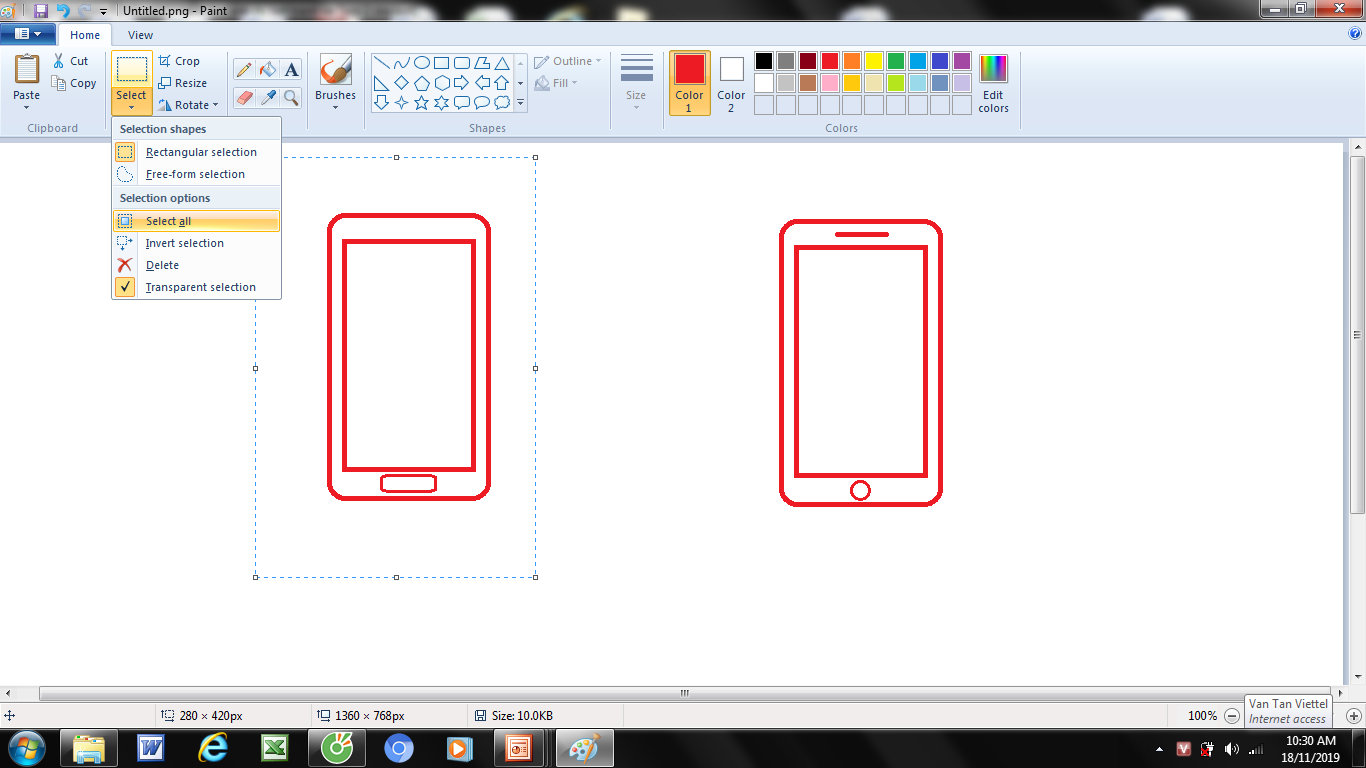 Untitled.png - Paint
Home View
Paste
Cut
Copy
Clipboard
Select
Crop
Resize
Rotate
A
Brushes
Outline
Fill
Shapes
Size
Color 1
Color 2
Edit colors
Colors
Selection shapes
Rectangular selection
Free-form selection
Selection options
Select all
Invert selection
Delete
Transparent selection
280 × 420px
1360 × 768px
Size: 10.0KB
100%
Van Tan Viettel
Internet access
10:30 AM
18/11/2019